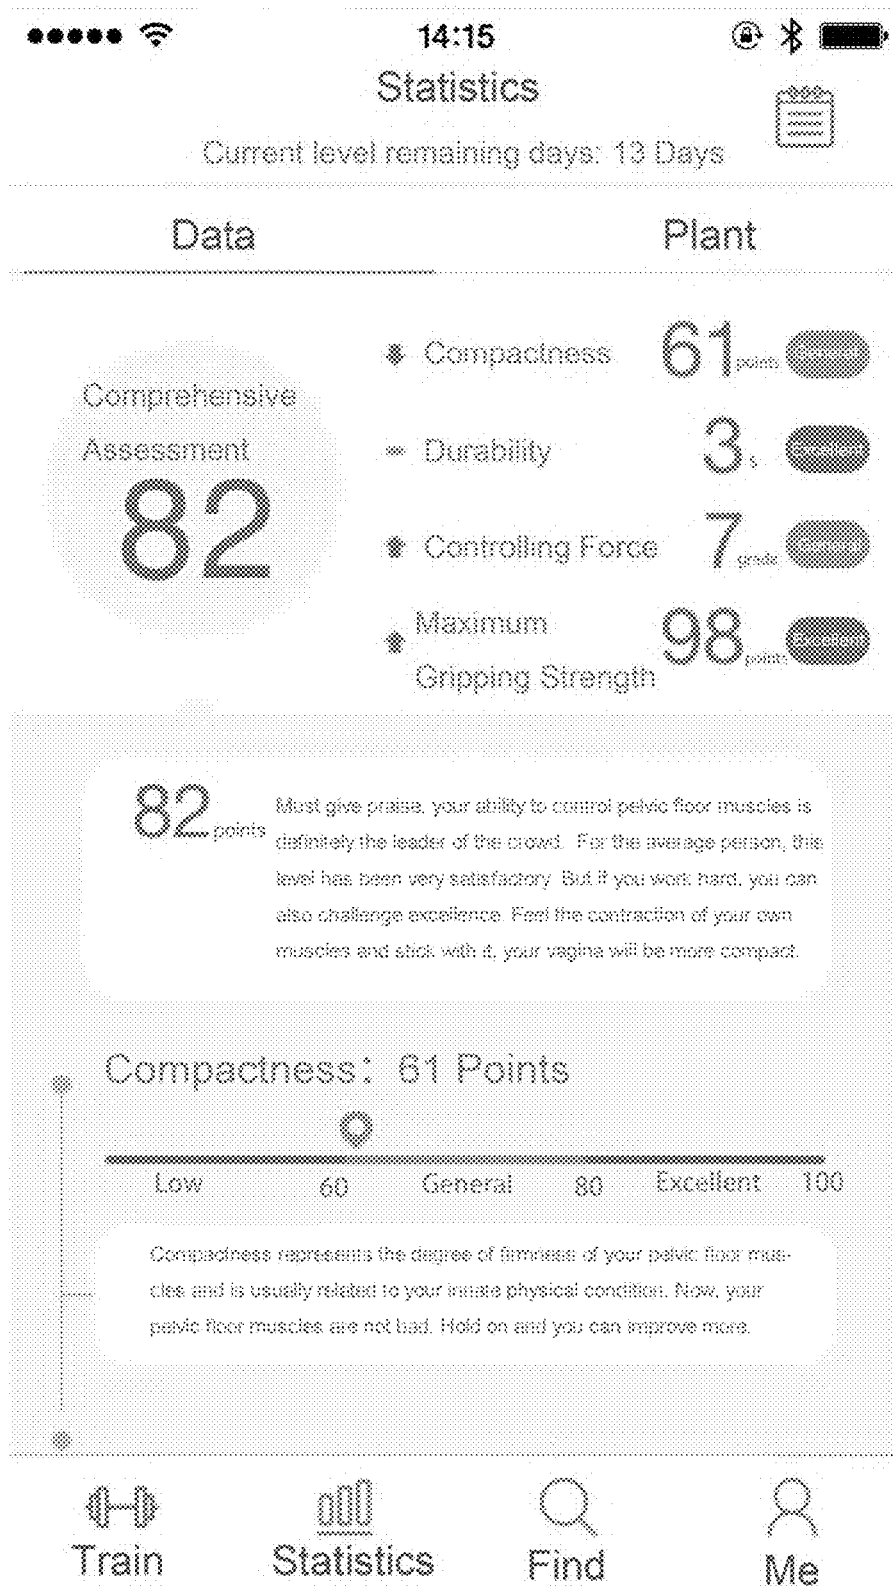 14:15
Statistics
Current level remaining days: 13 Days
Data
Plant
Comprehensive
Assessment
82
Compactness 61 points
Durability 3 s
Controlling Force 7 grade
Maximum
Gripping Strength 98 points Excellent
82 points
Must give praise, your ability to control pelvic floor muscles is
definitely the leader of the crowd. For the average person, this
level has been very satisfactory. But if you work hard, you can
also challenge excellence. Feel the contraction of your own
muscles and stick with it, your vagina will be more compact.
Compactness: 61 Points
Low 60 General 80 Excellent 100
Compactness represents the degree of firmness of your pelvic floor mus-
cles and is usually related to your innate physical condition. Now, your
pelvic floor muscles are not bad. Hold on and you can improve more.
Train
Statistics
Find
Me